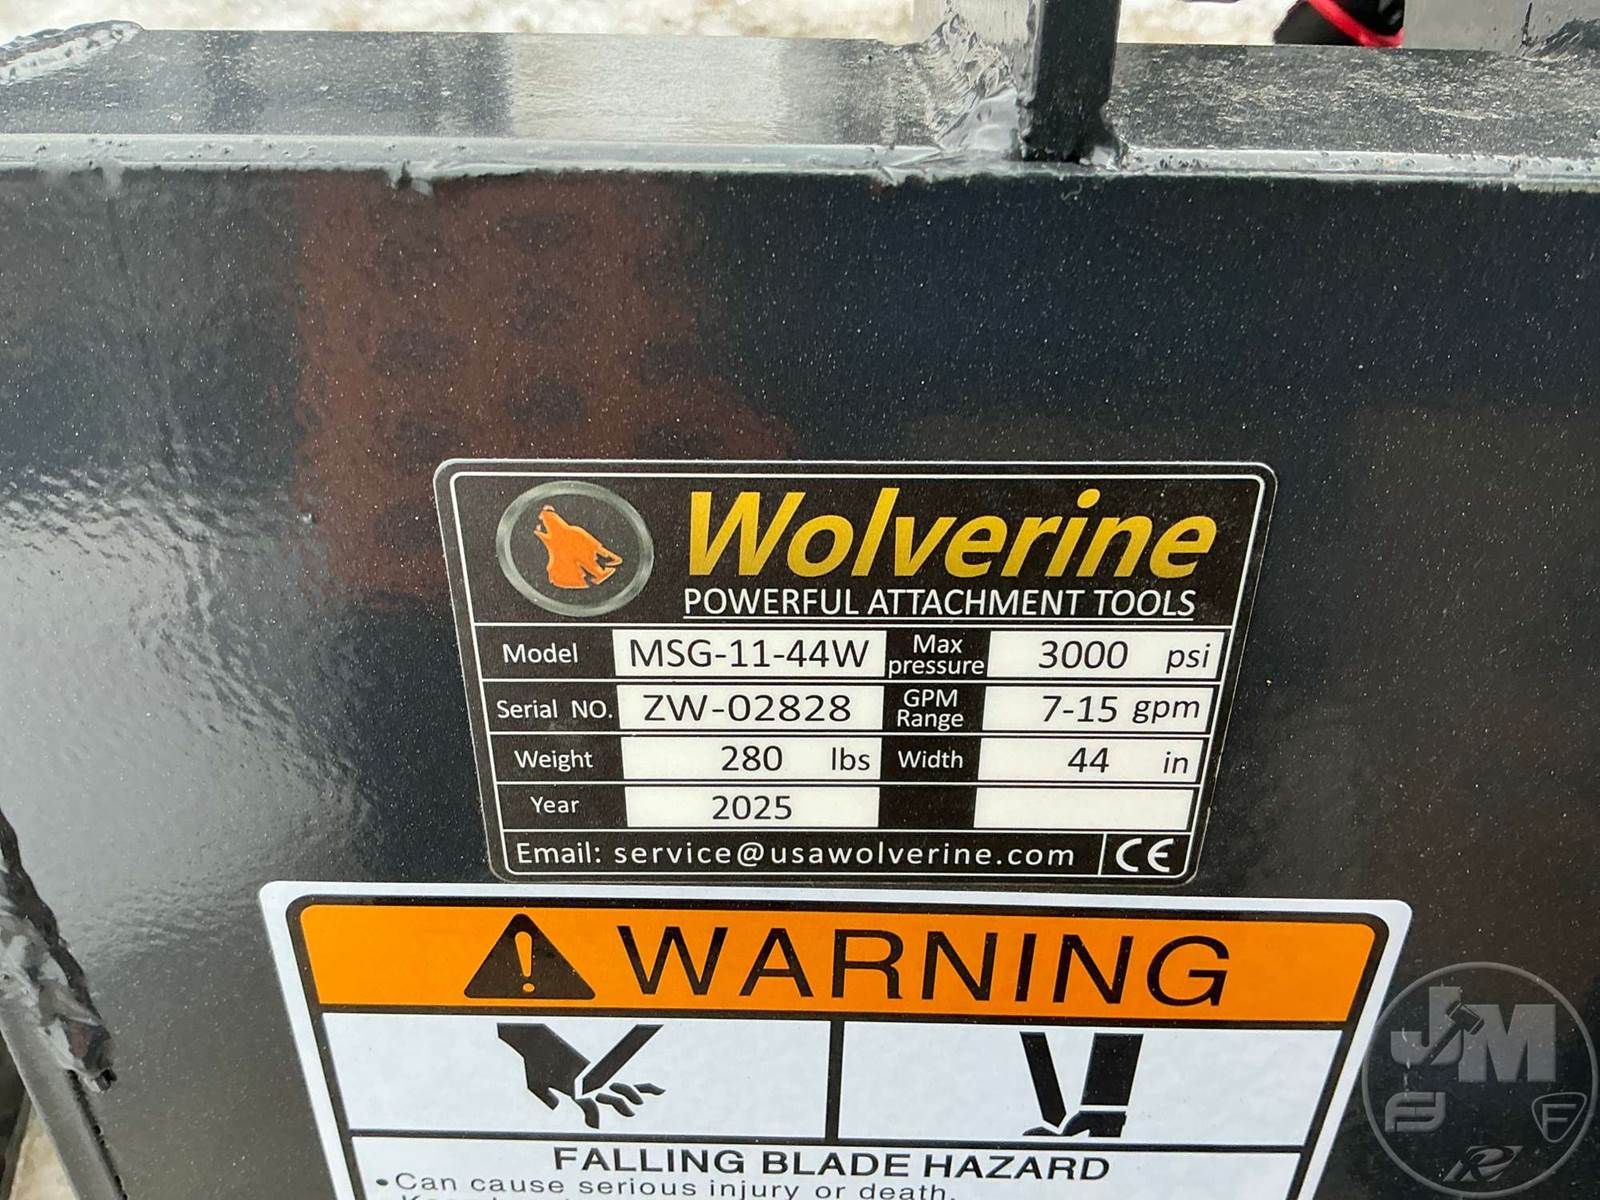 Wolverine
POWERFUL ATTACHMENT TOOLS
Model MSG-11-44W Max pressure 3000 psi
Serial NO. ZW-02828 GPM Range 7-15 gpm
Weight 280 lbs Width 44 in
Year 2025
Email: service@usawolverine.com CE
WARNING
FALLING BLADE HAZARD
•Can cause serious injury or death.
JM